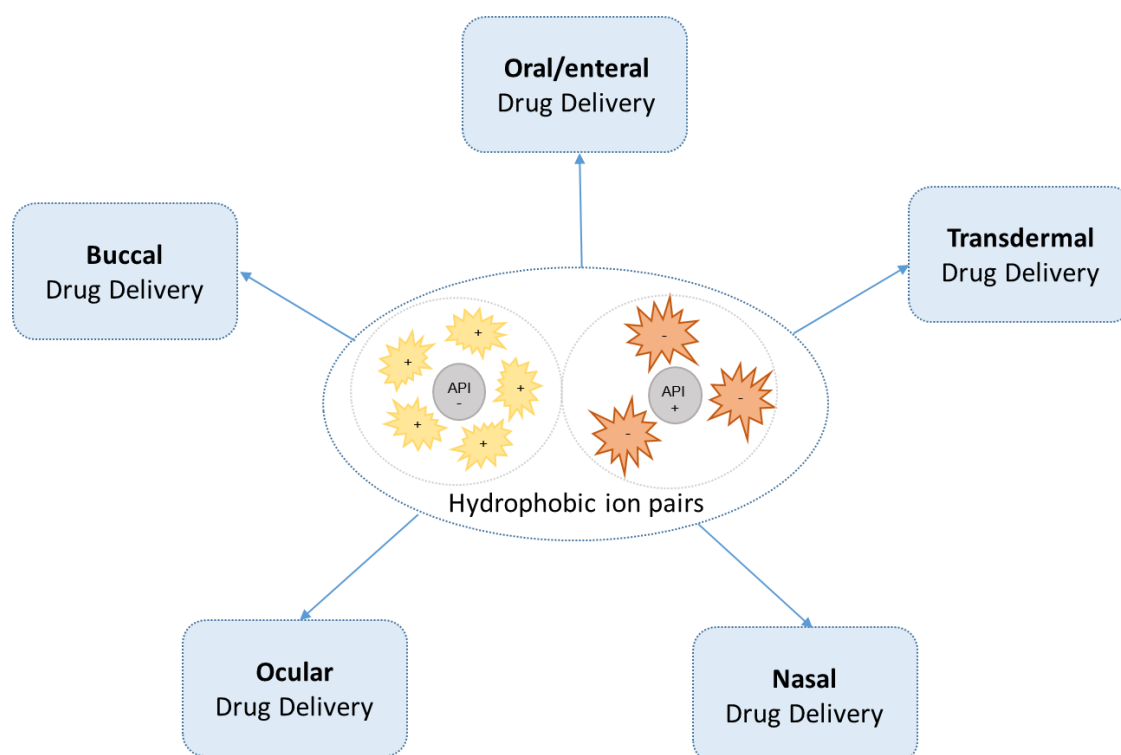 Oral/enteral
Drug Delivery
Buccal
Drug Delivery
Transdermal
Drug Delivery
+
+
+
+
+
API
-
-
-
-
API
+
Hydrophobic ion pairs
Ocular
Drug Delivery
Nasal
Drug Delivery